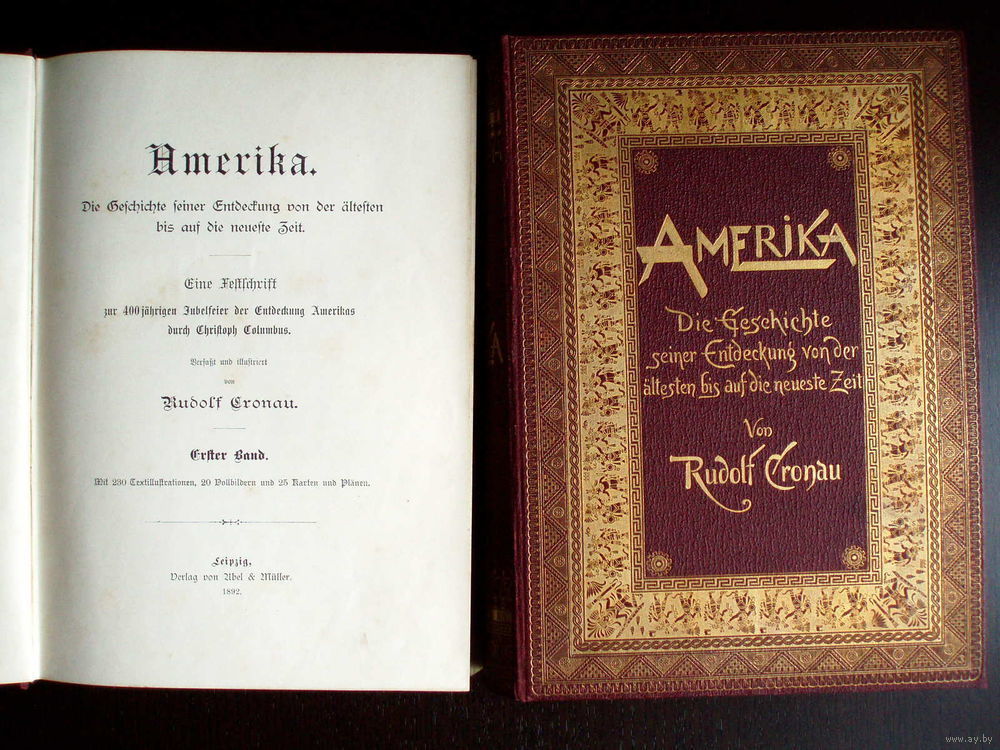 Amerika.
Die Geschichte seiner Entdeckung von der ältesten
bis auf die neueste Zeit.
Eine Festschrift
zur 400jährigen Jubelfeier der Entdeckung Amerikas
durch Christoph Columbus.
Verfaßt und illustriert
von
Rudolf Cronau.
Erster Band.
Mit 230 Textillustrationen, 20 Vollbildern und 25 Karten und Plänen.
Leipzig,
Verlag von Abel & Müller.
1892.
AMERIKA
Die Geschichte
seiner Entdeckung von der
ältesten bis auf die neueste Zeit
Von
Rudolf Cronau
www.ay.by